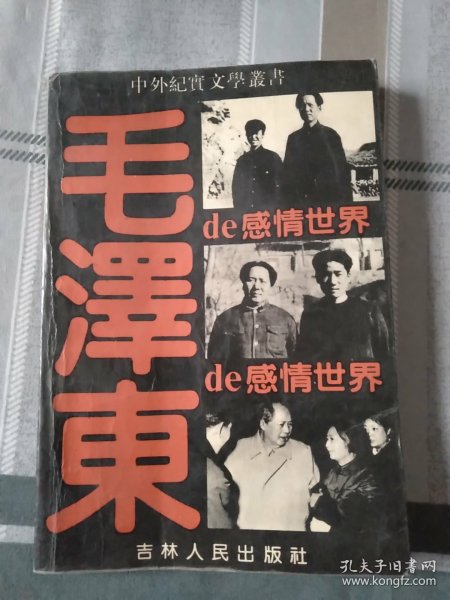 中外紀實文學叢書
毛澤東
de感情世界
de感情世界
吉林人民出版社
孔夫子旧书网
www.kongfz.com